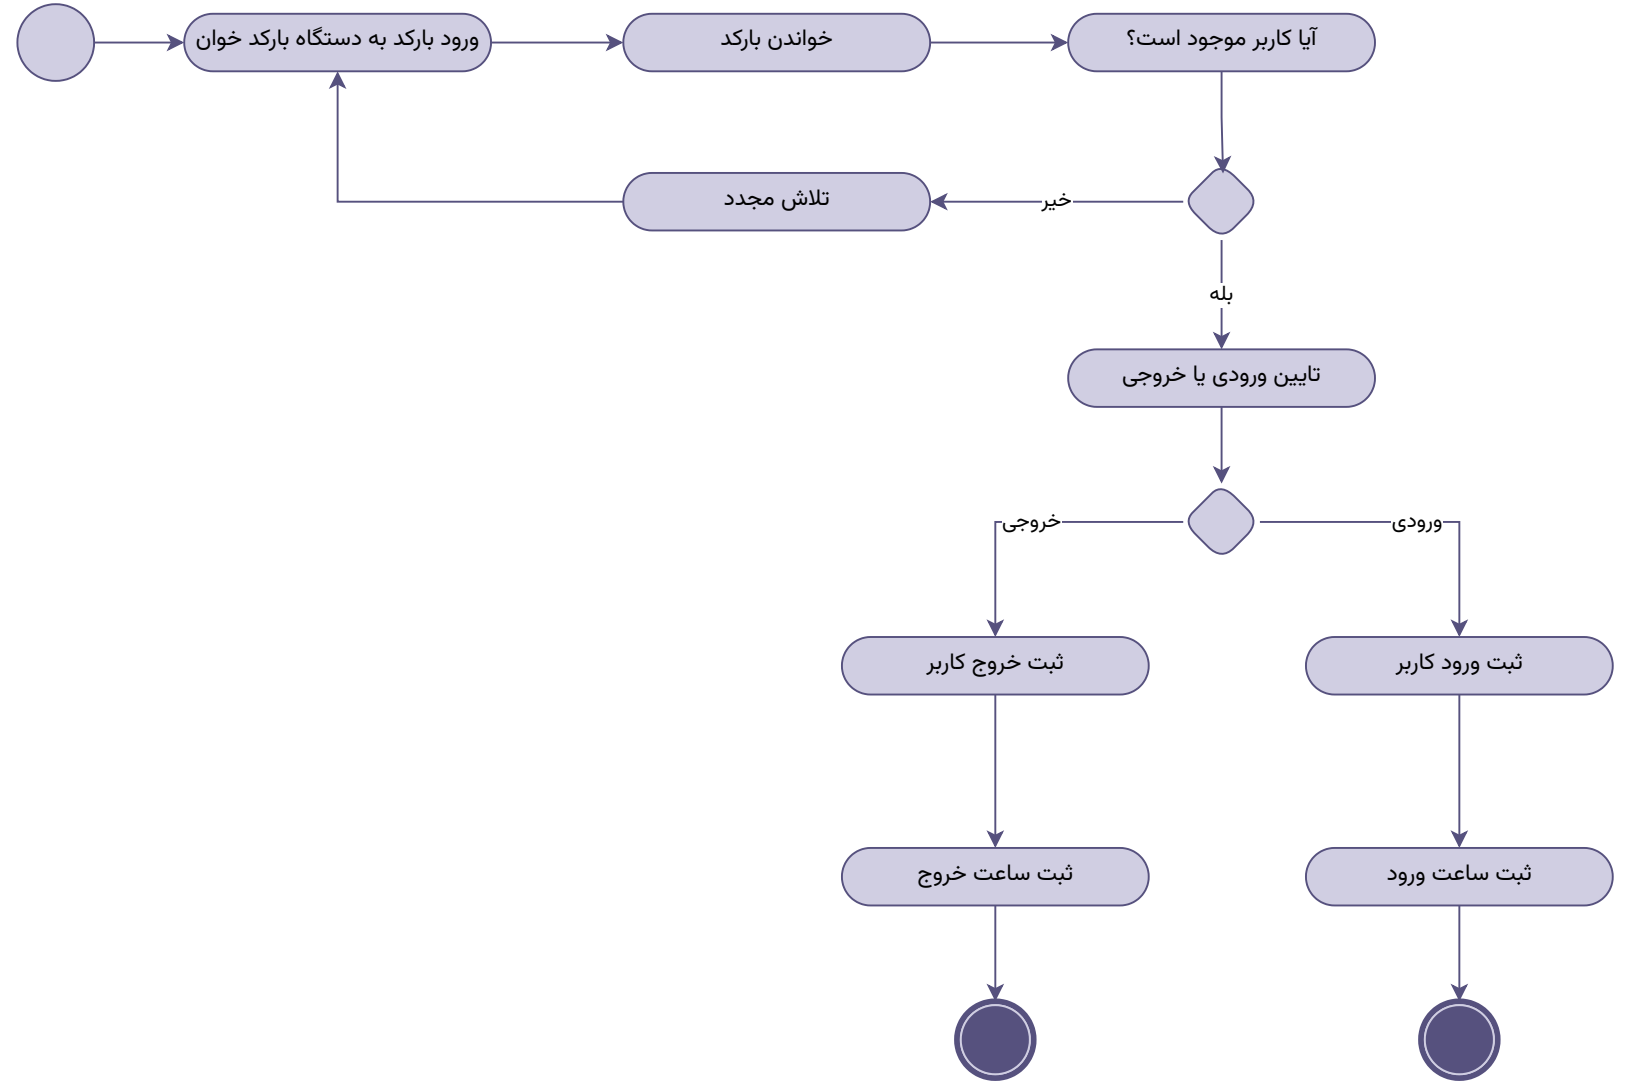 ورود بارکد به دستگاه بارکد خوان
خواندن بارکد
آیا کاربر موجود است؟
خیر
تلاش مجدد
بله
تایین ورودی یا خروجی
خروجی
ورودی
ثبت خروج کاربر
ثبت ورود کاربر
ثبت ساعت خروج
ثبت ساعت ورود